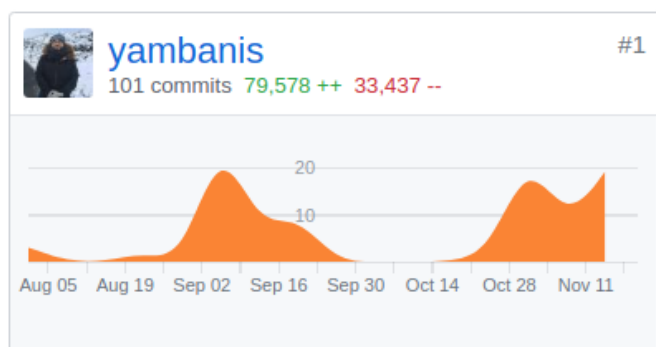 yambanis
#1
101 commits 79,578 ++ 33,437 --
20
10
Aug 05 Aug 19 Sep 02 Sep 16 Sep 30 Oct 14 Oct 28 Nov 11